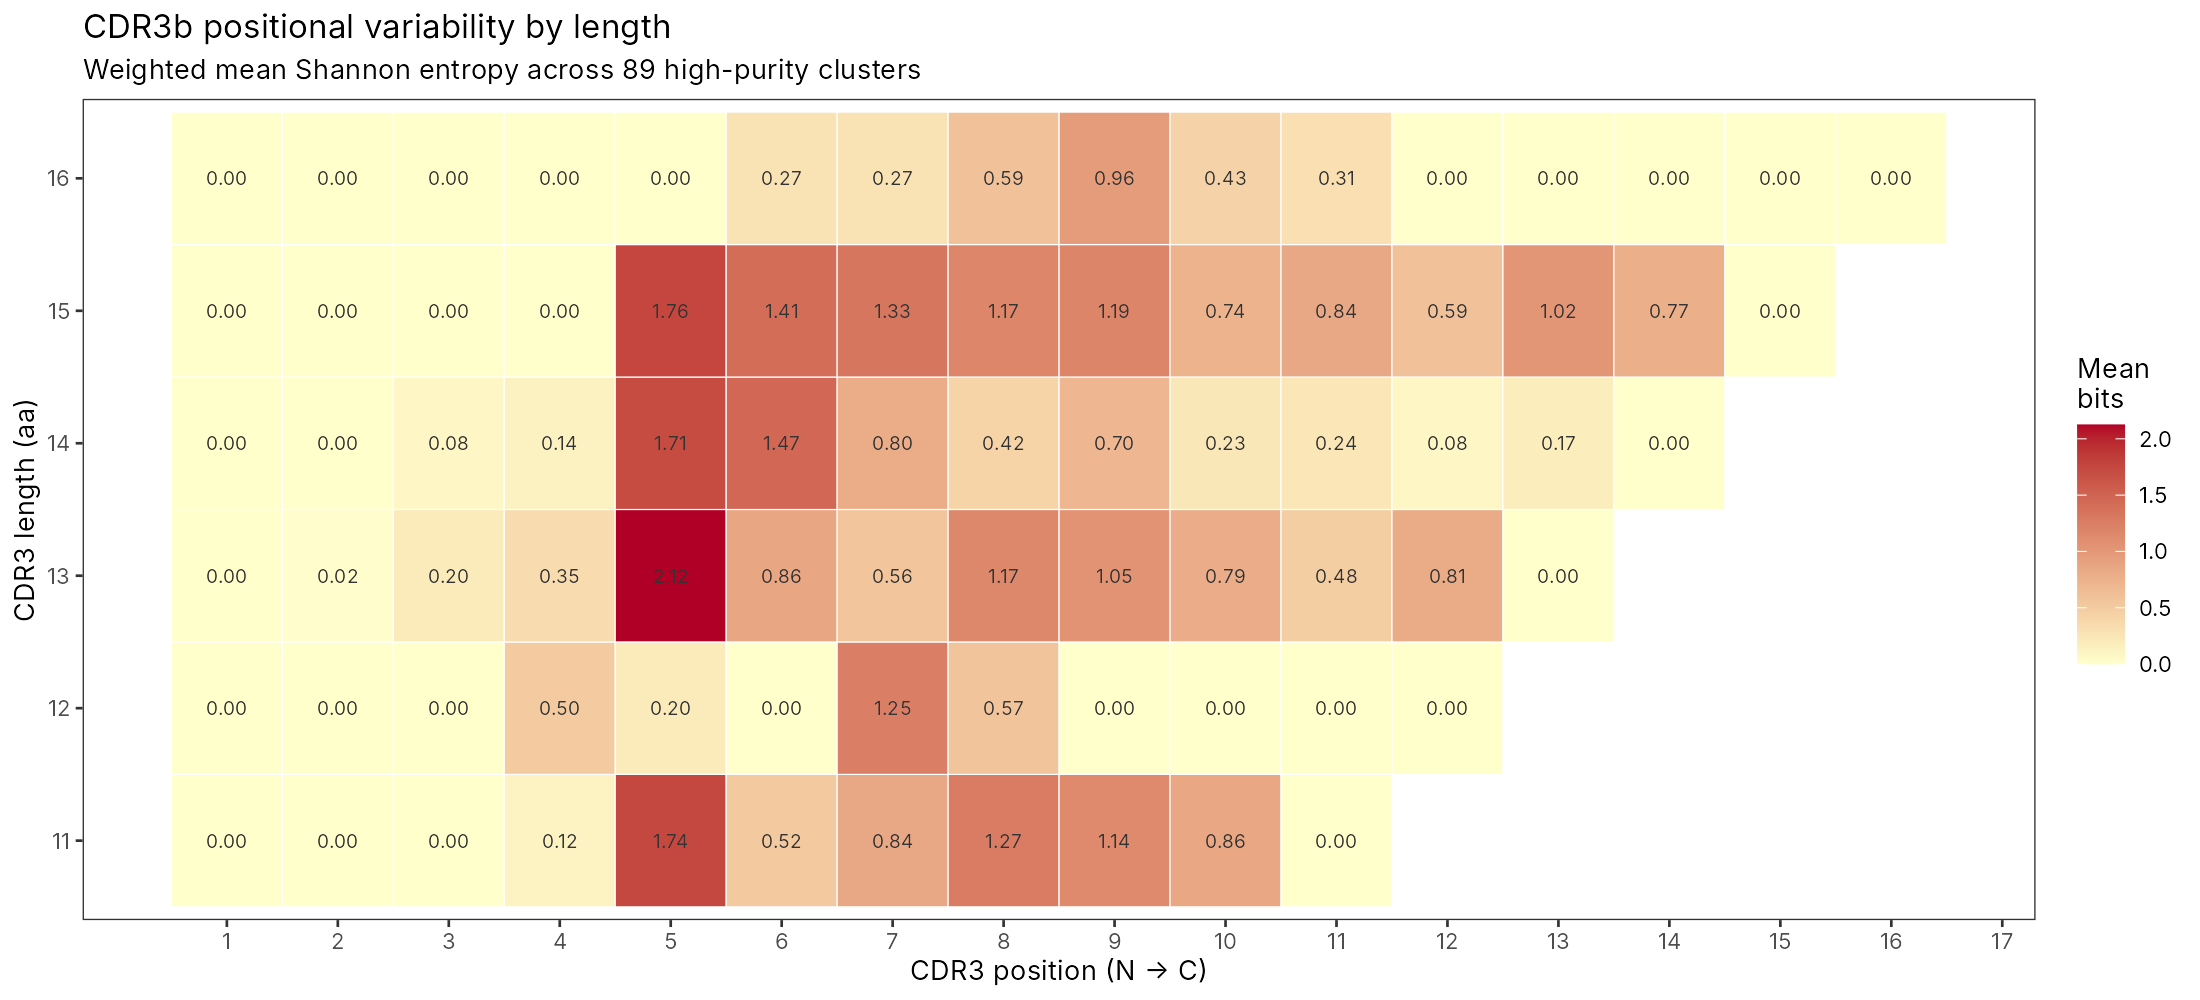 CDR3b positional variability by length
Weighted mean Shannon entropy across 89 high-purity clusters
CDR3 length (aa)
16 0.00 0.00 0.00 0.00 0.00 0.27 0.27 0.59 0.96 0.43 0.31 0.00 0.00 0.00 0.00 0.00
15 0.00 0.00 0.00 0.00 1.76 1.41 1.33 1.17 1.19 0.74 0.84 0.59 1.02 0.77 0.00
14 0.00 0.00 0.08 0.14 1.71 1.47 0.80 0.42 0.70 0.23 0.24 0.08 0.17 0.00
13 0.00 0.02 0.20 0.35 2.12 0.86 0.56 1.17 1.05 0.79 0.48 0.81 0.00
12 0.00 0.00 0.00 0.50 0.20 0.00 1.25 0.57 0.00 0.00 0.00 0.00
11 0.00 0.00 0.00 0.12 1.74 0.52 0.84 1.27 1.14 0.86 0.00
1 2 3 4 5 6 7 8 9 10 11 12 13 14 15 16 17
CDR3 position (N → C)
Mean
bits
2.0
1.5
1.0
0.5
0.0